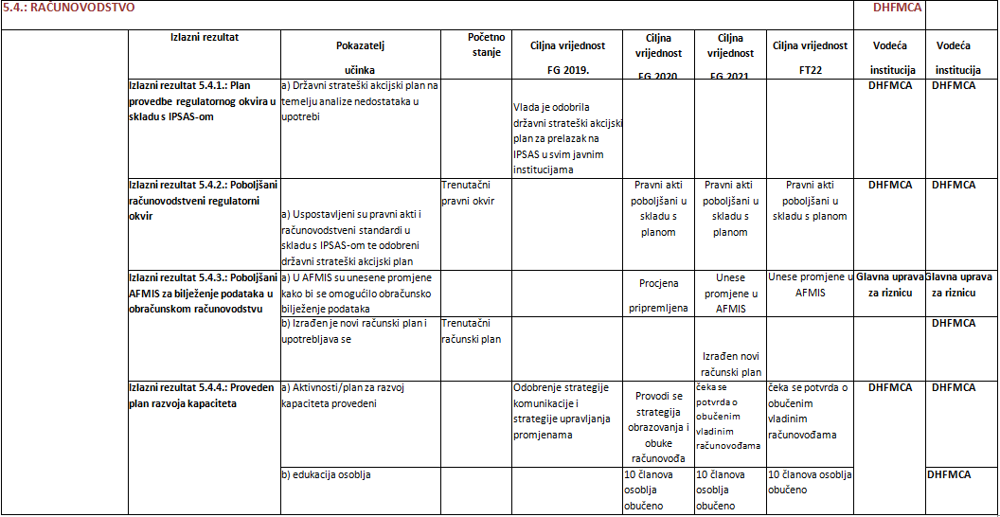 5.4.: RAČUNOVODSTVO DHFMCA
Izlazni rezultat
Pokazatelj
učinka
Početno
stanje
Ciljna vrijednost
FG 2019.
Ciljna
vrijednost
FG 2020
Ciljna
vrijednost
FG 2021
Ciljna vrijednost
FT22
Vodeća
institucija
Vodeća
institucija
Izlazni rezultat 5.4.1.: Plan
provedbe regulatornog okvira u
skladu s IPSAS-om
a) Državni strateški akcijski plan na
temelju analize nedostataka u
upotrebi
Vlada je odobrila
državni strateški akcijski
plan za prelazak na
IPSAS u svim javnim
institucijama
DHFMCA
DHFMCA
Izlazni rezultat 5.4.2.: Poboljšani
računovodstveni regulatorni
okvir
a) Uspostavljeni su pravni akti i
računovodstveni standardi u
skladu s IPSAS-om te odobreni
državni strateški akcijski plan
Trenutačni
pravni okvir
Pravni akti
poboljšani u
skladu s
planom
Pravni akti
poboljšani u
skladu s
planom
Pravni akti
poboljšani u
skladu s planom
DHFMCA
DHFMCA
Izlazni rezultat 5.4.3.: Poboljšani
AFMIS za bilježenje podataka u
obračunskom računovodstvu
a) U AFMIS su unesene promjene
kako bi se omogućilo obračunsko
bilježenje podataka
Procjena
pripremljena
Unese
promjene u
AFMIS
Unese promjene u
AFMIS
Glavna uprava
za riznicu
Glavna uprava
za riznicu
b) Izrađen je novi računski plan i
upotrebljava se
Trenutačni
računski plan
Izrađen novi
računski plan
DHFMCA
Izlazni rezultat 5.4.4.: Proveden
plan razvoja kapaciteta
a) Aktivnosti/plan za razvoj
kapaciteta provedeni
Odobrenje strategije
komunikacije i
strategije upravljanja
promjenama
Provodi se
strategija
obrazovanja i
obuke
računovođa
čeka se
potvrda o
obučenim
vladinim
računovođama
čeka se potvrda o
obučenim
vladinim
računovođama
DHFMCA
DHFMCA
b) edukacija osoblja
10 članova
osoblja
obučeno
10 članova
osoblja
obučeno
10 članova osoblja
obučeno
DHFMCA